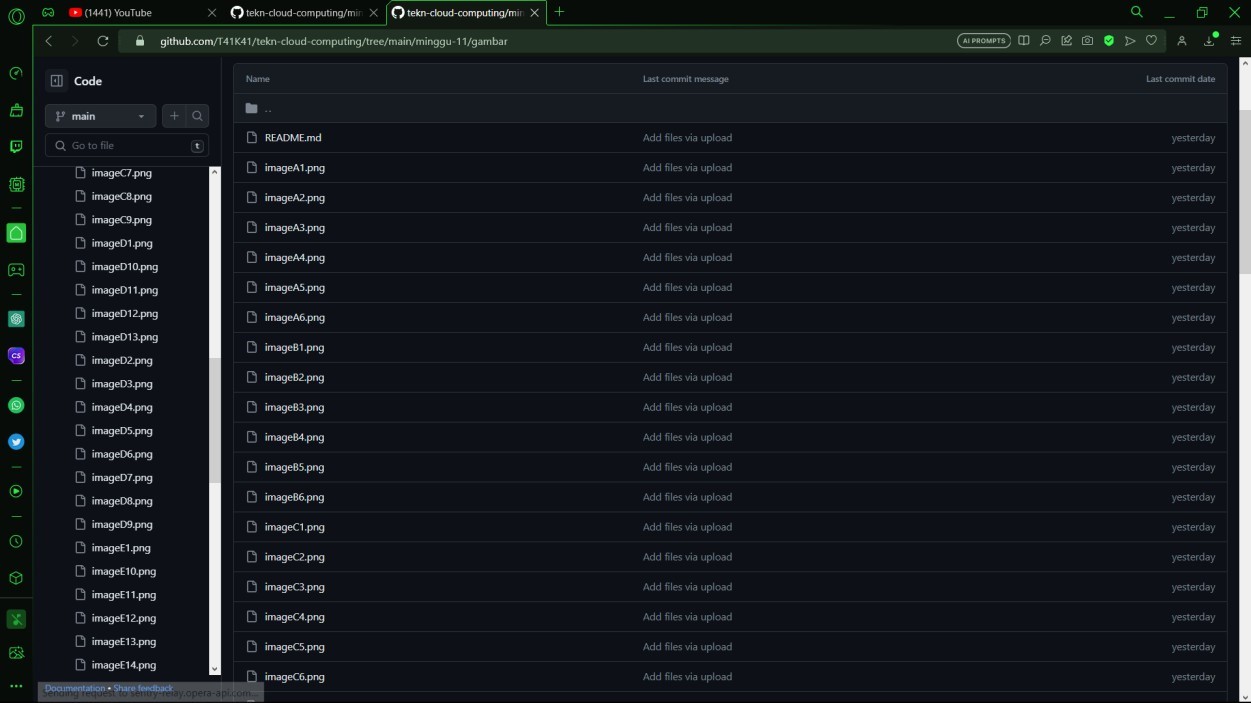 (1441) YouTube
tekn-cloud-computing/min
tekn-cloud-computing/min
github.com/T41K41/tekn-cloud-computing/tree/main/minggu-11/gambar
AI PROMPTS
Code
main
Go to file
t
imageC7.png
imageC8.png
imageC9.png
imageD1.png
imageD10.png
imageD11.png
imageD12.png
imageD13.png
imageD2.png
imageD3.png
imageD4.png
imageD5.png
imageD6.png
imageD7.png
imageD8.png
imageD9.png
imageE1.png
imageE10.png
imageE11.png
imageE12.png
imageE13.png
imageE14.png
Documentation • Share feedback
Sending request to sentry-relay.opera-api.com...
CS
Name Last commit message Last commit date
..
README.md Add files via upload yesterday
imageA1.png Add files via upload yesterday
imageA2.png Add files via upload yesterday
imageA3.png Add files via upload yesterday
imageA4.png Add files via upload yesterday
imageA5.png Add files via upload yesterday
imageA6.png Add files via upload yesterday
imageB1.png Add files via upload yesterday
imageB2.png Add files via upload yesterday
imageB3.png Add files via upload yesterday
imageB4.png Add files via upload yesterday
imageB5.png Add files via upload yesterday
imageB6.png Add files via upload yesterday
imageC1.png Add files via upload yesterday
imageC2.png Add files via upload yesterday
imageC3.png Add files via upload yesterday
imageC4.png Add files via upload yesterday
imageC5.png Add files via upload yesterday
imageC6.png Add files via upload yesterday